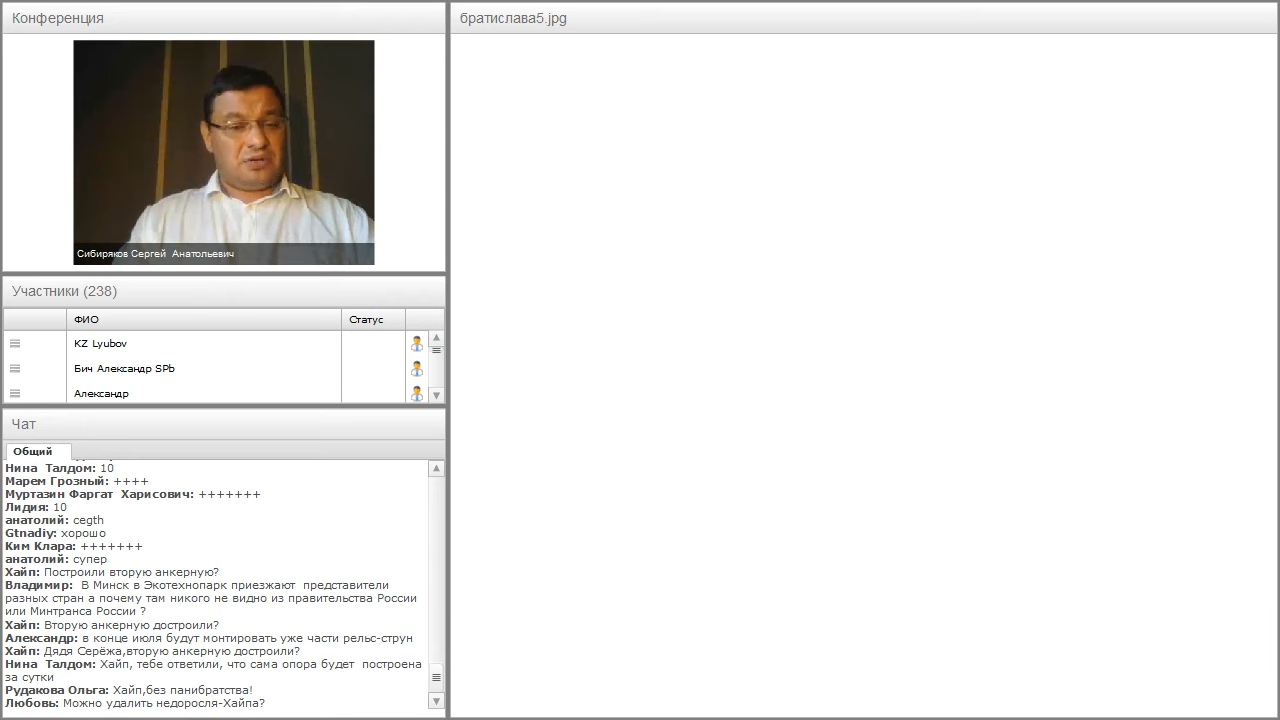 Конференция
братислава5.jpg
Сибиряков Сергей Анатольевич
Участники (238)
ФИО Статус
KZ Lyubov
Бич Александр SPb
Александр
Чат
Общий
Нина Талдом: 10
Марем Грозный: ++++
Муртазин Фаргат Харисович: +++++++
Лидия: 10
анатолий: cegth
Gtnadiy: хорошо
Ким Клара: +++++++
анатолий: супер
Хайп: Построили вторую анкерную?
Владимир: В Минск в Экотехнопарк приезжают представители
разных стран а почему там никого не видно из правительства России
или Минтранса России ?
Хайп: Вторую анкерную достроили?
Александр: в конце июля будут монтировать уже части рельс-струн
Хайп: Дядя Серёжа,вторую анкерную достроили?
Нина Талдом: Хайп, тебе ответили, что сама опора будет построена
за сутки
Рудакова Ольга: Хайп,без панибратства!
Любовь: Можно удалить недоросля-Хайпа?